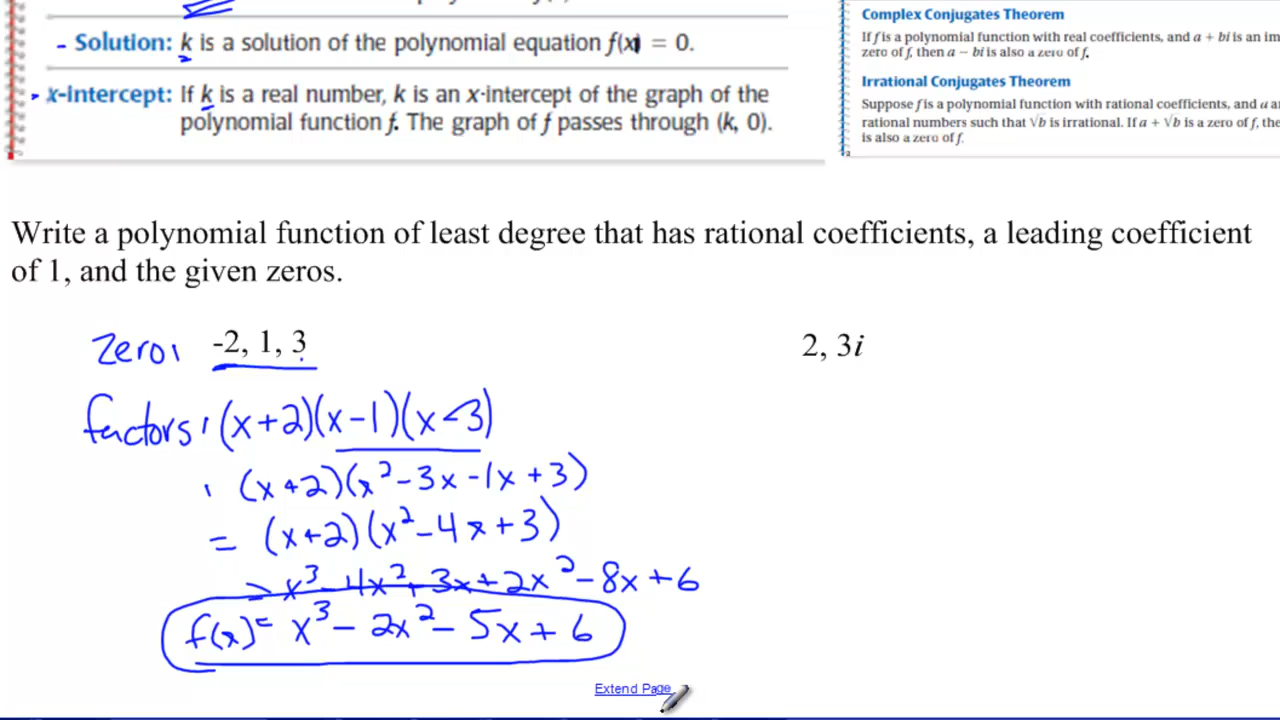 - Solution: k is a solution of the polynomial equation f(x) = 0.
- x-intercept: If k is a real number, k is an x-intercept of the graph of the
polynomial function f. The graph of f passes through (k, 0).
Complex Conjugates Theorem
If f is a polynomial function with real coefficients, and a + bi is an im
zero of f, then a − bi is also a zero of f.
Irrational Conjugates Theorem
Suppose f is a polynomial function with rational coefficients, and a a
rational numbers such that √b is irrational. If a + √b is a zero of f, the
is also a zero of f.
Write a polynomial function of least degree that has rational coefficients, a leading coefficient
of 1, and the given zeros.
Zero: -2, 1, 3
2, 3i
factors: (x+2)(x-1)(x-3)
: (x+2)(x²-3x-1x+3)
= (x+2)(x²-4x+3)
= x³-4x²+3x+2x²-8x+6
f(x)= x³-2x²-5x+6
Extend Page